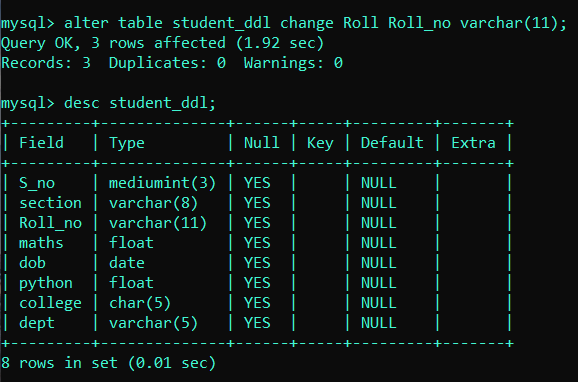 mysql> alter table student_ddl change Roll Roll_no varchar(11);
Query OK, 3 rows affected (1.92 sec)
Records: 3  Duplicates: 0  Warnings: 0

mysql> desc student_ddl;
+---------+--------------+------+-----+---------+-------+
| Field   | Type         | Null | Key | Default | Extra |
+---------+--------------+------+-----+---------+-------+
| S_no    | mediumint(3) | YES  |     | NULL    |       |
| section | varchar(8)   | YES  |     | NULL    |       |
| Roll_no | varchar(11)  | YES  |     | NULL    |       |
| maths   | float        | YES  |     | NULL    |       |
| dob     | date         | YES  |     | NULL    |       |
| python  | float        | YES  |     | NULL    |       |
| college | char(5)      | YES  |     | NULL    |       |
| dept    | varchar(5)   | YES  |     | NULL    |       |
+---------+--------------+------+-----+---------+-------+
8 rows in set (0.01 sec)